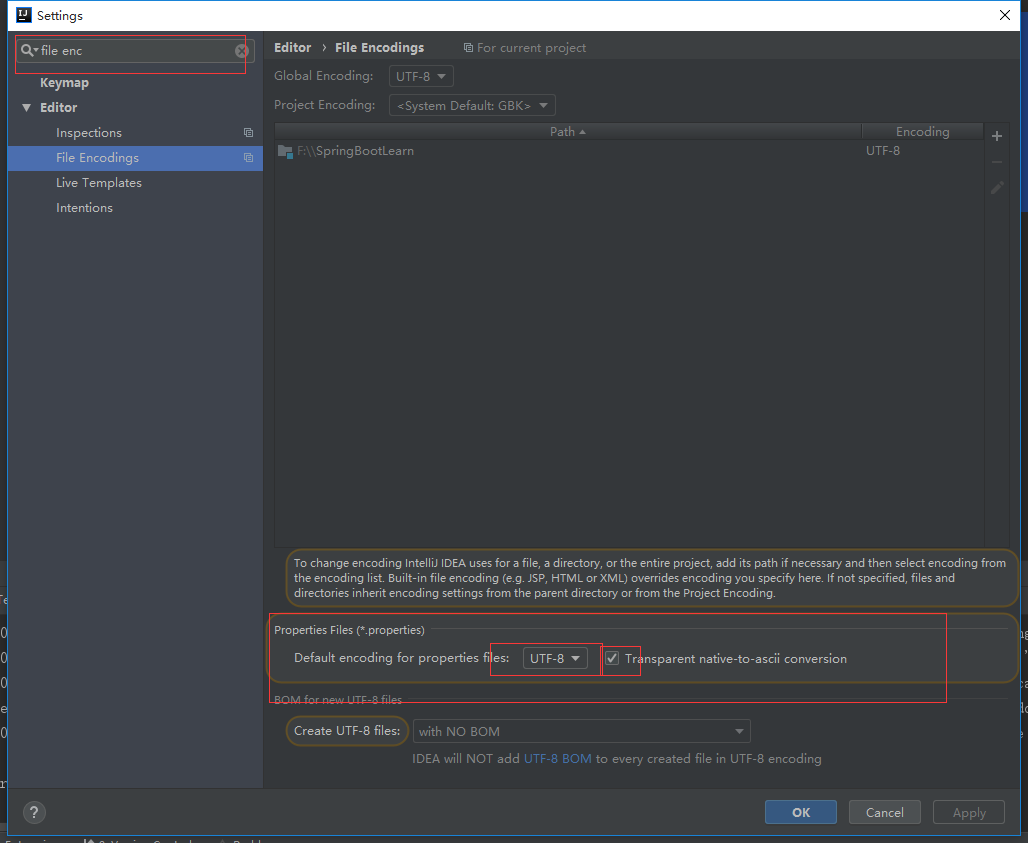 Settings
file enc
Keymap
Editor
Inspections
File Encodings
Live Templates
Intentions
Editor › File Encodings For current project
Global Encoding: UTF-8
Project Encoding: <System Default: GBK>
Path Encoding
F:\\SpringBootLearn UTF-8
To change encoding IntelliJ IDEA uses for a file, a directory, or the entire project, add its path if necessary and then select encoding from
the encoding list. Built-in file encoding (e.g. JSP, HTML or XML) overrides encoding you specify here. If not specified, files and
directories inherit encoding settings from the parent directory or from the Project Encoding.
Properties Files (*.properties)
Default encoding for properties files: UTF-8 Transparent native-to-ascii conversion
BOM for new UTF-8 files
Create UTF-8 files: with NO BOM
IDEA will NOT add UTF-8 BOM to every created file in UTF-8 encoding
? OK Cancel Apply